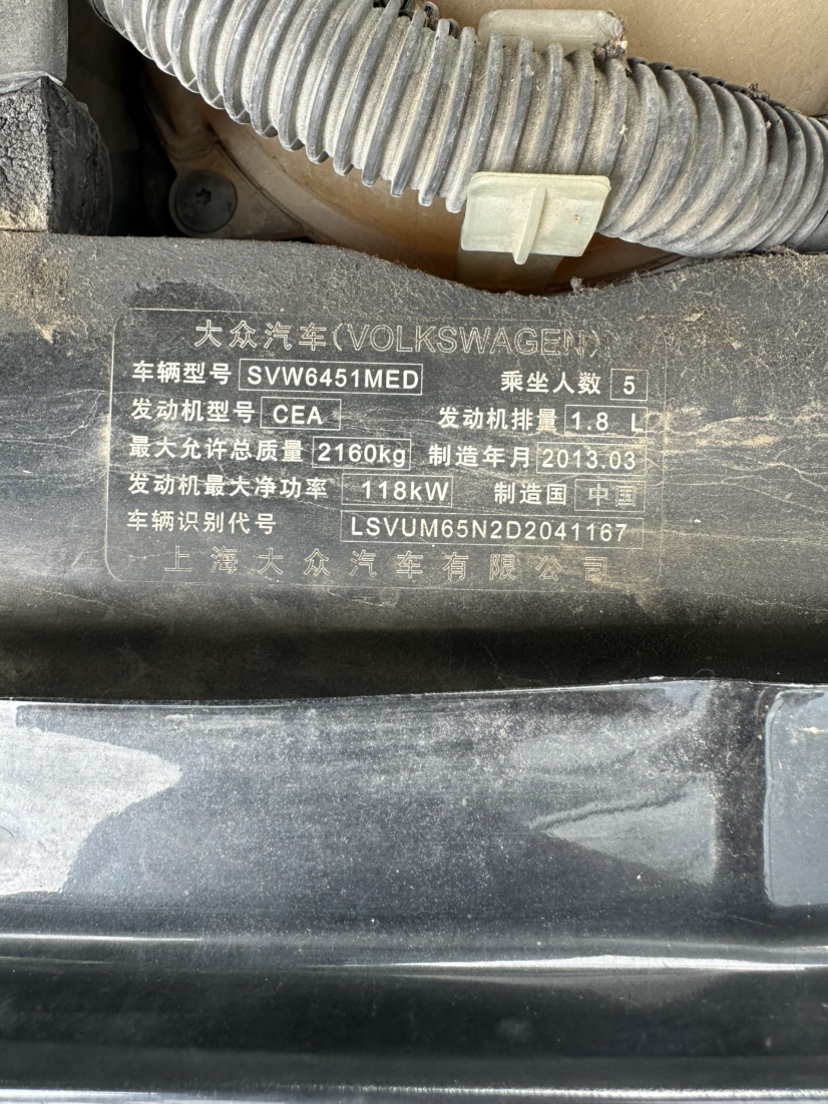 大众汽车(VOLKSWAGEN)
车辆型号 SVW6451MED 乘坐人数 5
发动机型号 CEA 发动机排量 1.8 L
最大允许总质量 2160kg 制造年月 2013.03
发动机最大净功率 118kW 制造国 中国
车辆识别代号 LSVUM65N2D2041167
上海大众汽车有限公司